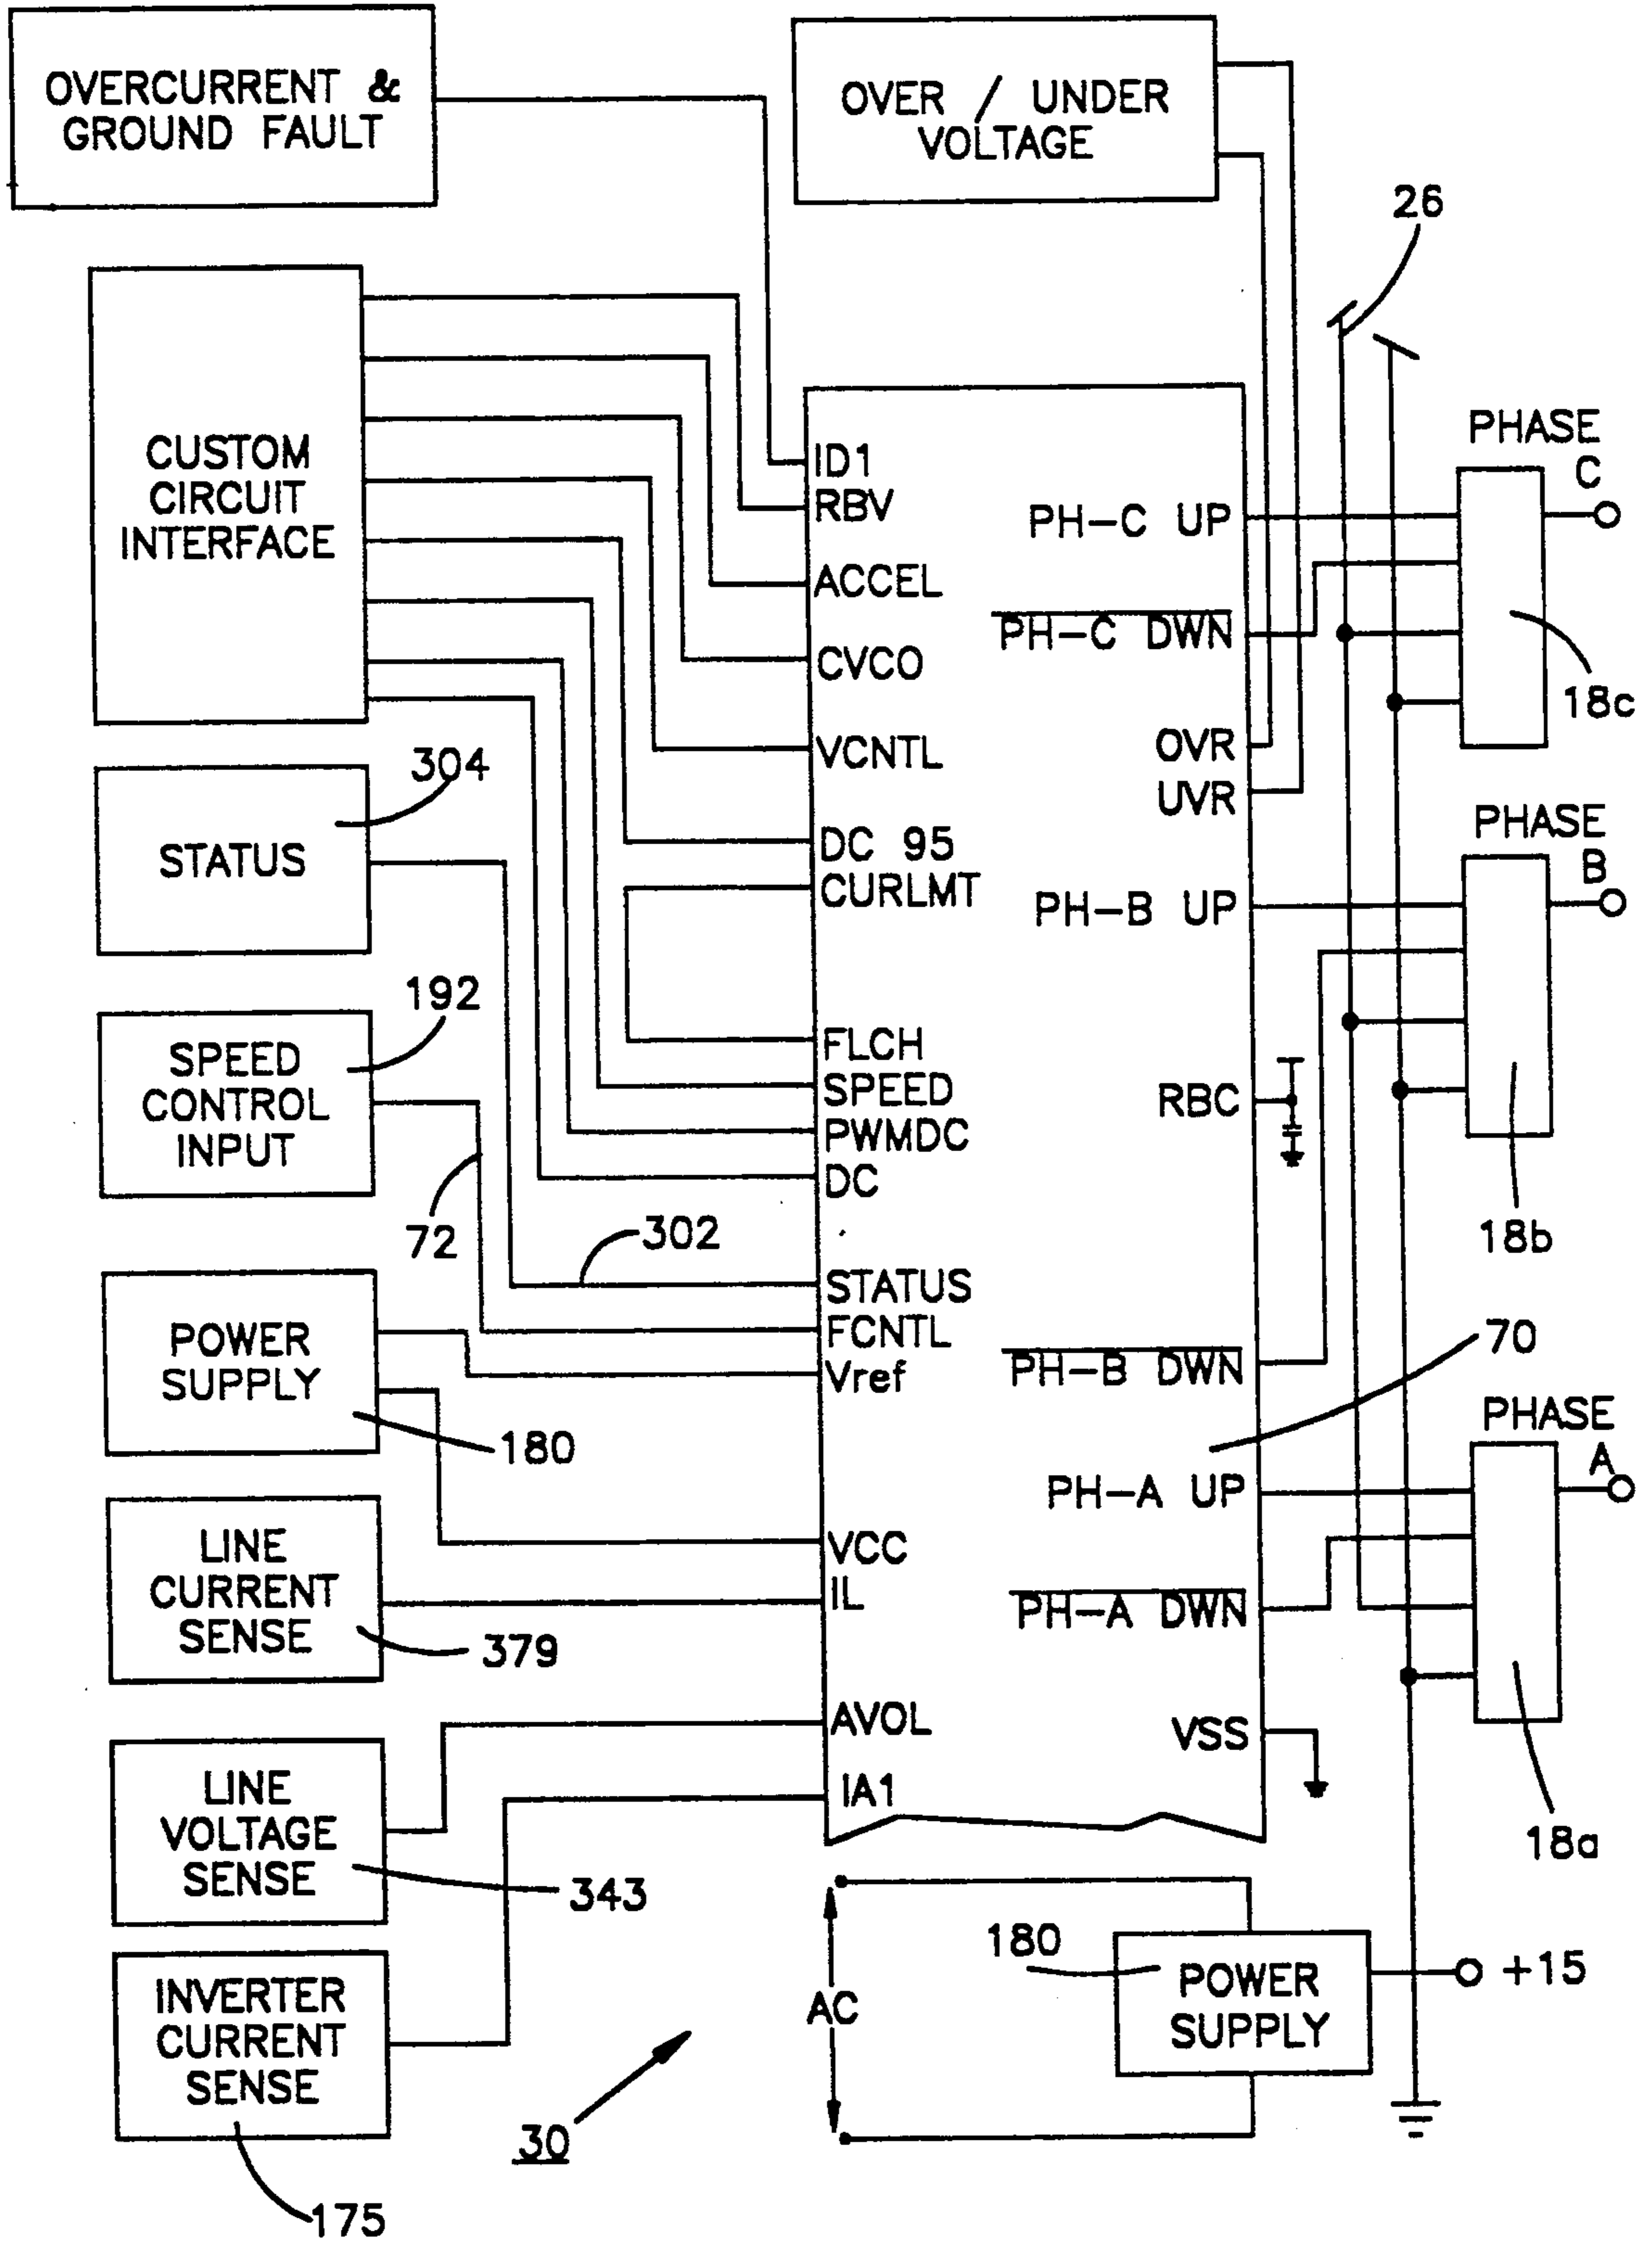 OVERCURRENT &
GROUND FAULT
OVER / UNDER
VOLTAGE
26
CUSTOM
CIRCUIT
INTERFACE
304
STATUS
192
SPEED
CONTROL
INPUT
72
302
POWER
SUPPLY
180
LINE
CURRENT
SENSE
379
LINE
VOLTAGE
SENSE
343
INVERTER
CURRENT
SENSE
175
ID1
RBV
ACCEL
CVCO
VCNTL
DC 95
CURLMT
FLCH
SPEED
PWMDC
DC
STATUS
FCNTL
Vref
VCC
IL
AVOL
IA1
PH-C UP
PH-C DWN
OVR
UVR
PH-B UP
RBC
PH-B DWN
70
PH-A UP
PH-A DWN
VSS
PHASE
C
18c
PHASE
B
18b
PHASE
A
18a
AC
180
POWER
SUPPLY
+15
30